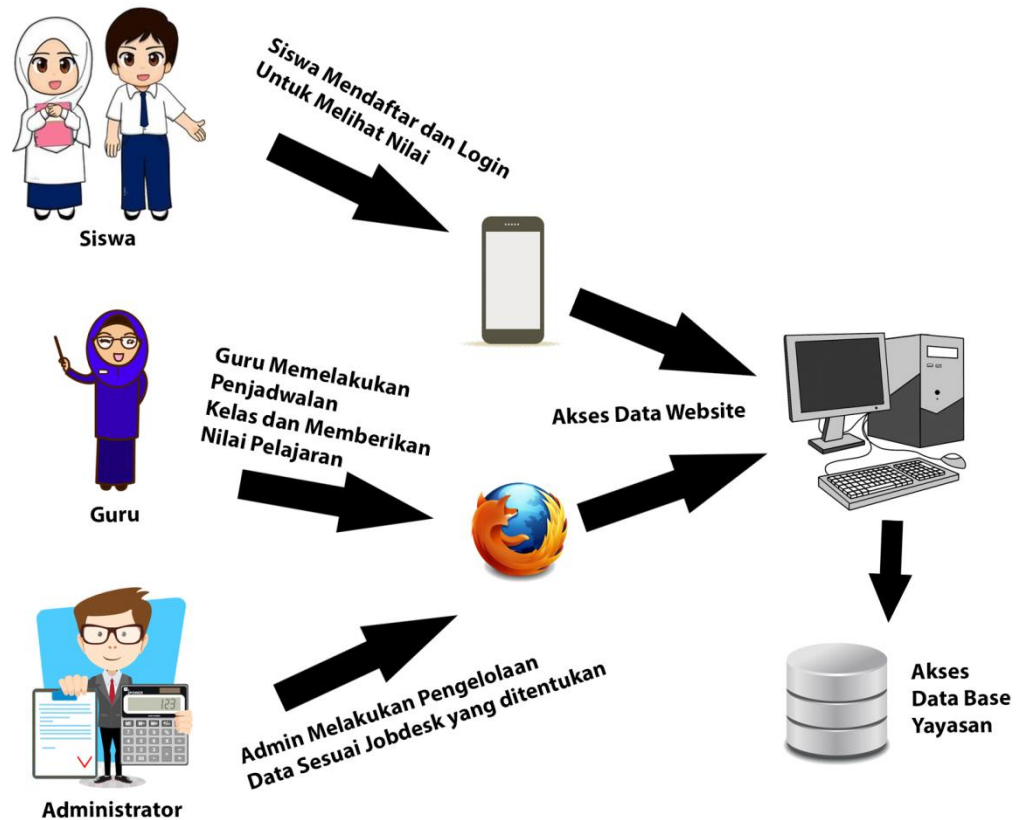 Siswa Mendaftar dan Login
Untuk Melihat Nilai
Siswa
Guru Memelakukan
Penjadwalan
Kelas dan Memberikan
Nilai Pelajaran
Guru
Akses Data Website
Admin Melakukan Pengelolaan
Data Sesuai Jobdesk yang ditentukan
123
Administrator
Akses
Data Base
Yayasan